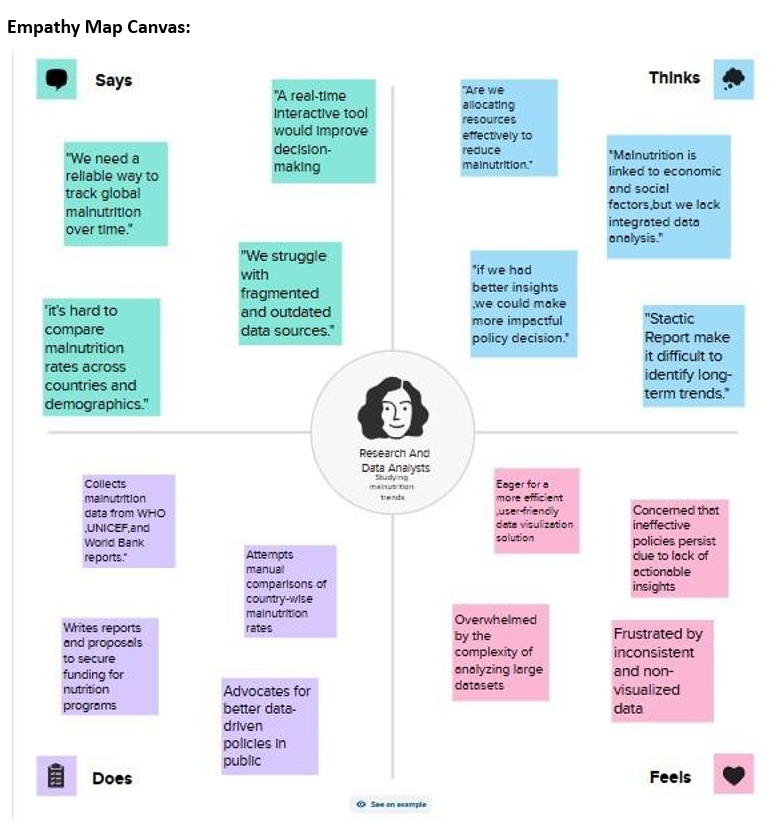 Empathy Map Canvas:
Says
"A real-time
interactive tool
would improve
decision-
making
"We need a
reliable way to
track global
malnutrition
over time."
"We struggle
with
fragmented
and outdated
data sources."
'it's hard to
compare
malnutrition
rates across
countries and
demographics."
Thinks
"Are we
allocating
resources
effectively to
reduce
malnutrition."
"Malnutrition is
linked to economic
and social
factors,but we lack
integrated data
analysis."
"if we had
better insights
,we could make
more impactful
policy decision."
"Stactic
Report make
it difficult to
identify long-
term trends."
Research And
Data Analysts
Studying
malnutrition
trends
Collects
malnutrition
data from WHO
,UNICEF,and
World Bank
reports."
Attempts
manual
comparisons of
country-wise
malnutrition
rates
Writes reports
and proposals
to secure
funding for
nutrition
programs
Advocates for
better data-
driven
policies in
public
Does
Eager for a
more efficient
,user-friendly
data visulization
solution
Concerned that
ineffective
policies persist
due to lack of
actionable
insights
Overwhelmed
by the
complexity of
analyzing large
datasets
Frustrated by
inconsistent
and non-
visualized
data
Feels
See an example